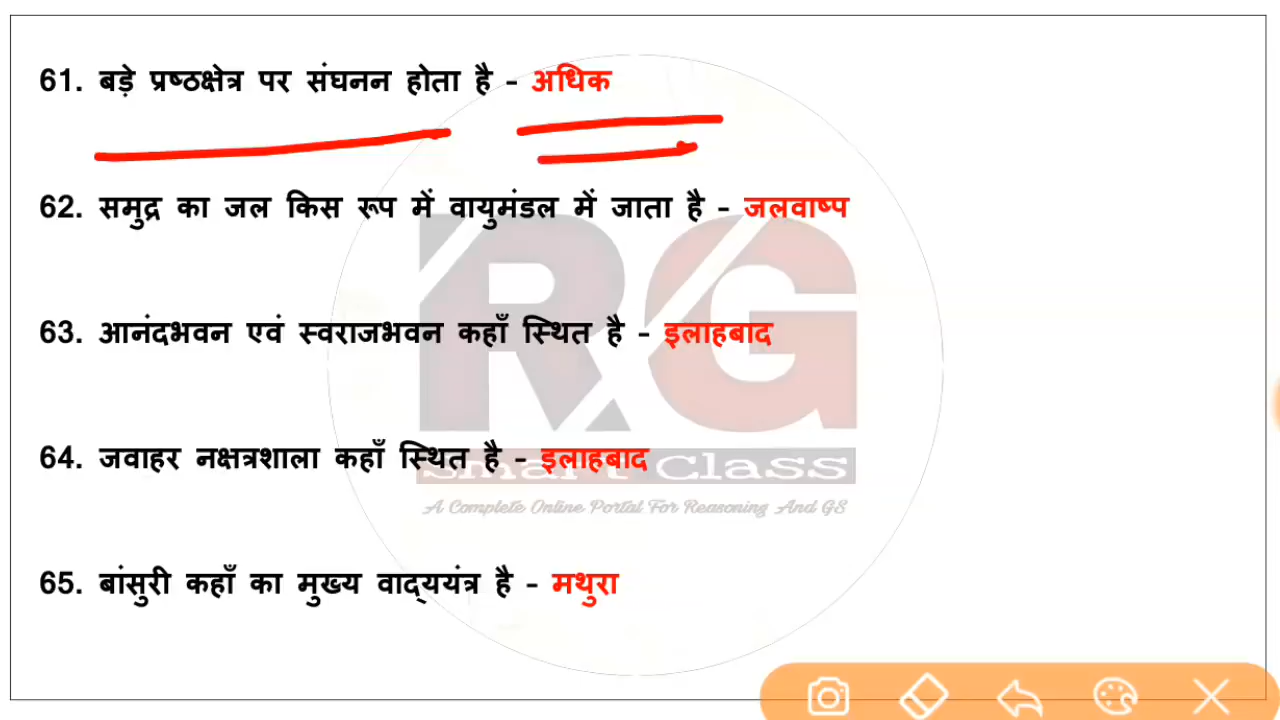 61. बड़े प्रष्ठक्षेत्र पर संघनन होता है - अधिक
62. समुद्र का जल किस रूप में वायुमंडल में जाता है - जलवाष्प
63. आनंदभवन एवं स्वराजभवन कहाँ स्थित है - इलाहबाद
64. जवाहर नक्षत्रशाला कहाँ स्थित है - इलाहबाद
RG
Smart Class
A Complete Online Portal For Reasoning And GS
65. बांसुरी कहाँ का मुख्य वाद्ययंत्र है - मथुरा